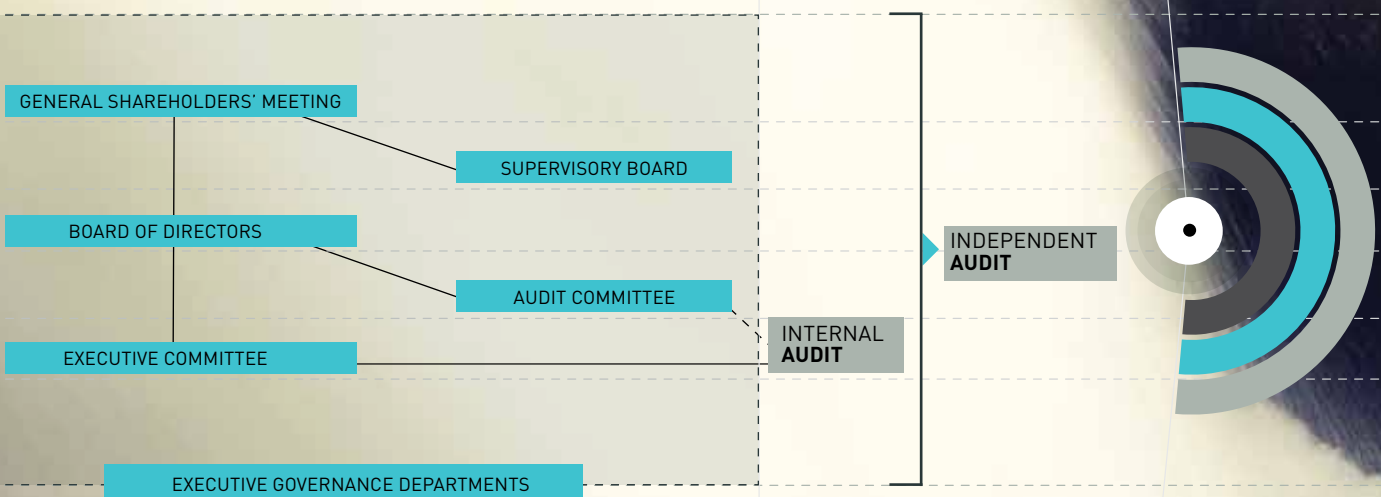 GENERAL SHAREHOLDERS’ MEETING
SUPERVISORY BOARD
BOARD OF DIRECTORS
INDEPENDENT
AUDIT
AUDIT COMMITTEE
INTERNAL
AUDIT
EXECUTIVE COMMITTEE
EXECUTIVE GOVERNANCE DEPARTMENTS